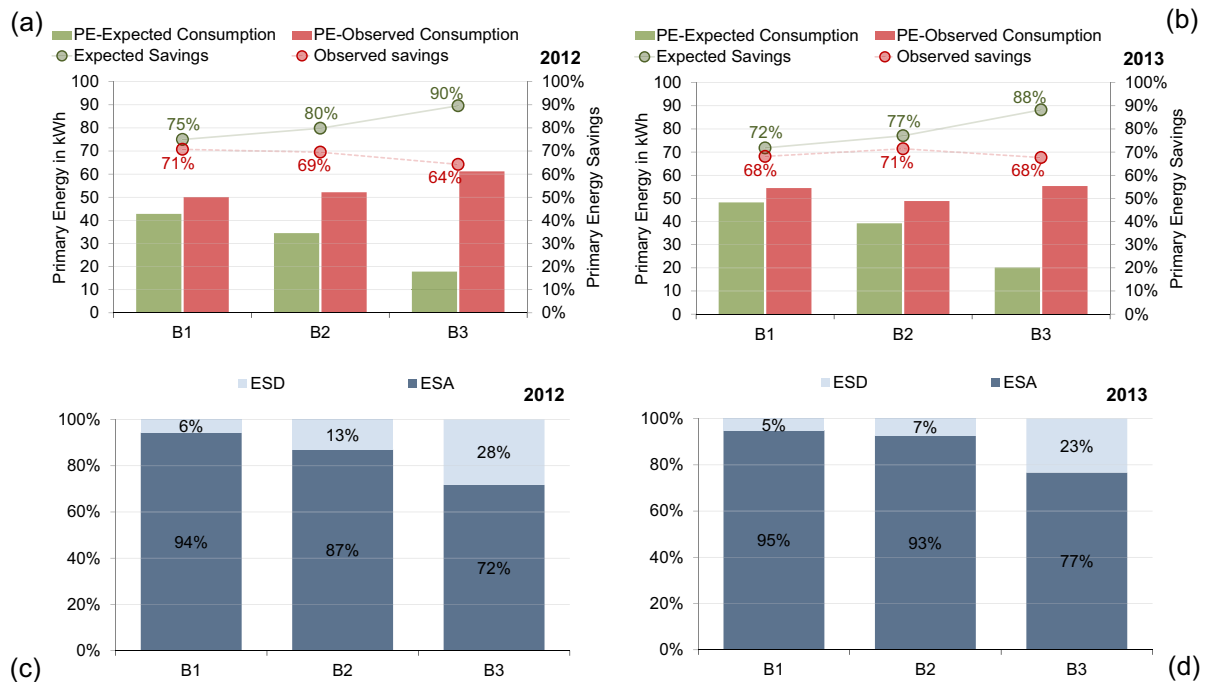 (a)
PE-Expected Consumption PE-Observed Consumption
Expected Savings Observed savings
2012
Primary Energy in kWh
100
90
80
70
60
50
40
30
20
10
0
75% 80% 90%
71% 69% 64%
100%
90%
80%
70%
60%
50%
40%
30%
20%
10%
0%
Primary Energy Savings
B1 B2 B3
(b)
PE-Expected Consumption PE-Observed Consumption
Expected Savings Observed savings
2013
Primary Energy in kWh
100
90
80
70
60
50
40
30
20
10
0
72% 77% 88%
68% 71% 68%
100%
90%
80%
70%
60%
50%
40%
30%
20%
10%
0%
Primary Energy Savings
B1 B2 B3
ESD ESA
2012
100%
80%
60%
40%
20%
0%
6% 13% 28%
94% 87% 72%
B1 B2 B3
(c)
ESD ESA
2013
100%
80%
60%
40%
20%
0%
5% 7% 23%
95% 93% 77%
B1 B2 B3
(d)